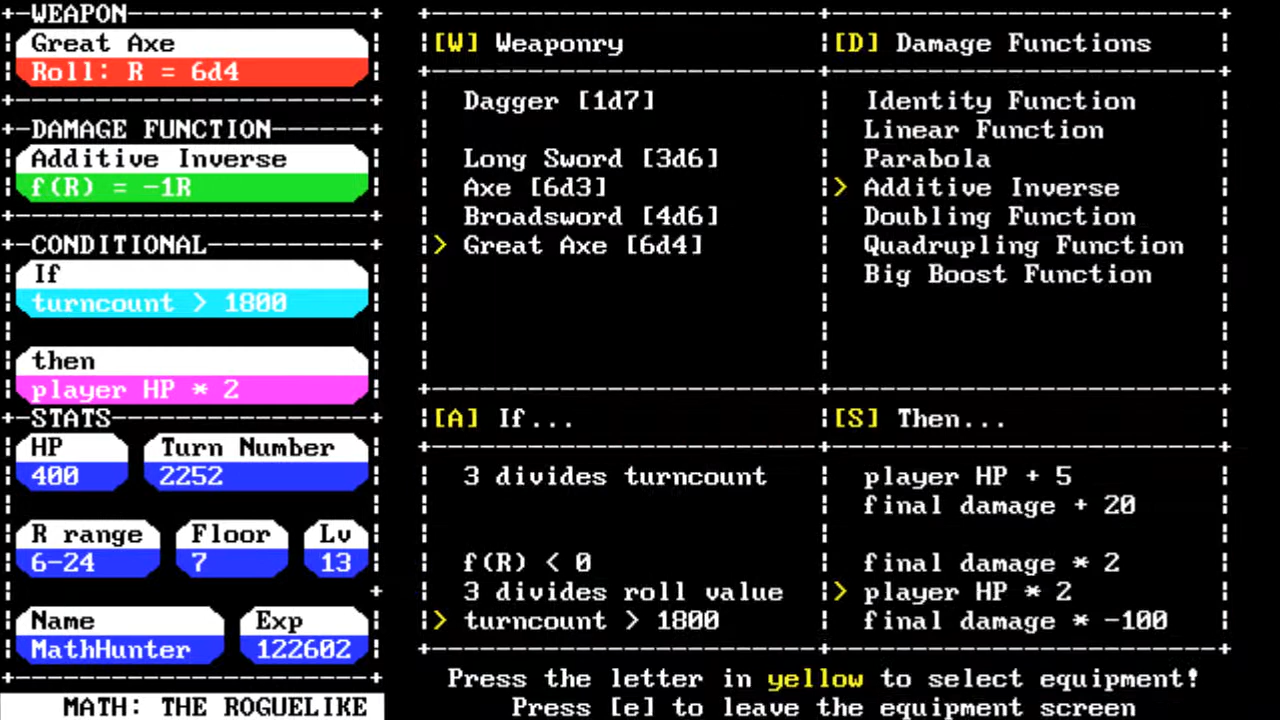 WEAPON
Great Axe
Roll: R = 6d4
DAMAGE FUNCTION
Additive Inverse
f(R) = -1R
CONDITIONAL
If
turncount > 1800
then
player HP * 2
STATS
HP
400
Turn Number
2252
R range
6-24
Floor
7
Lv
13
Name
MathHunter
Exp
122602
MATH: THE ROGUELIKE
[W] Weaponry
Dagger [1d7]
Long Sword [3d6]
Axe [6d3]
Broadsword [4d6]
> Great Axe [6d4]
[D] Damage Functions
Identity Function
Linear Function
Parabola
> Additive Inverse
Doubling Function
Quadrupling Function
Big Boost Function
[A] If...
3 divides turncount
f(R) < 0
3 divides roll value
> turncount > 1800
[S] Then...
player HP + 5
final damage + 20
final damage * 2
> player HP * 2
final damage * -100
Press the letter in yellow to select equipment!
Press [e] to leave the equipment screen